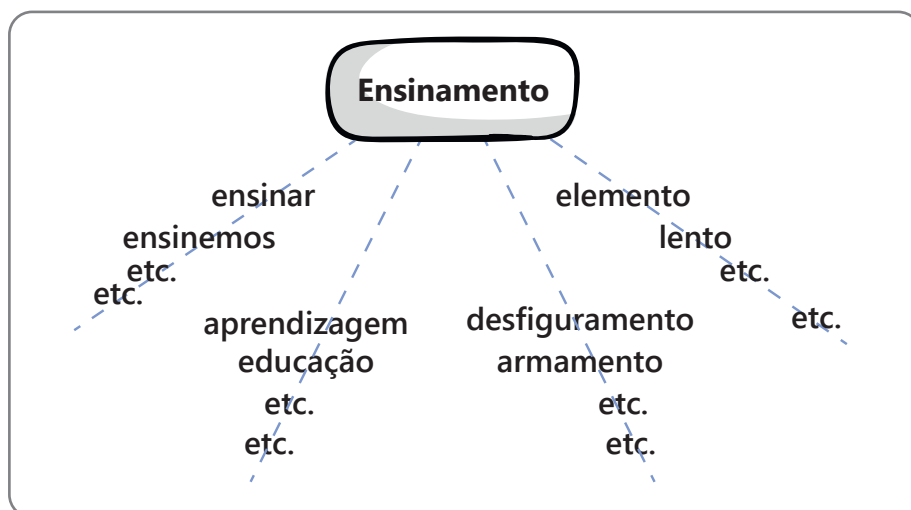 Ensinamento
ensinar
elemento
ensinemos
lento
etc.
etc.
etc.
etc.
aprendizagem
desfiguramento
educação
armamento
etc.
etc.
etc.
etc.